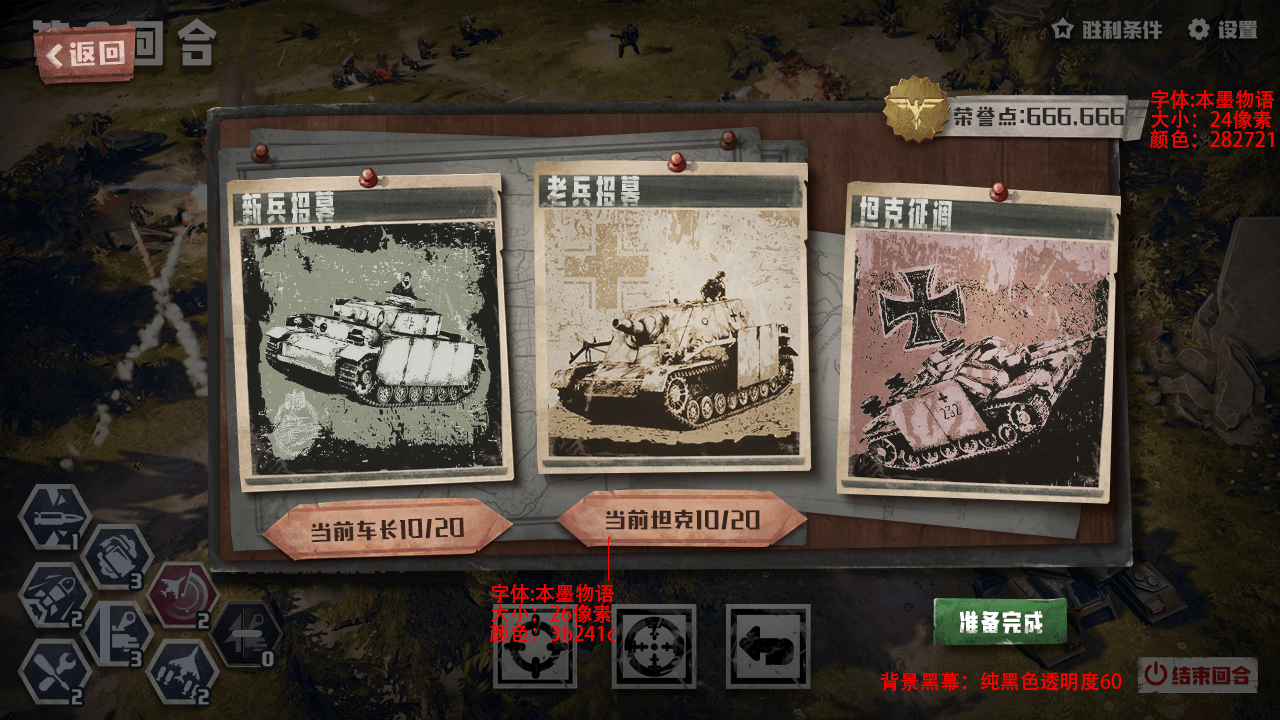 回合
返回
胜利条件
设置
荣誉点:666.666
字体:本墨物语
大小：24像素
颜色：282721
新兵招募
老兵招募
坦克征调
232
当前车长10/20
当前坦克10/20
字体:本墨物语
大小：26像素
颜色：3b241c
1
3
2
2
3
0
2
2
准备完成
背景黑幕：纯黑色透明度60
结束回合